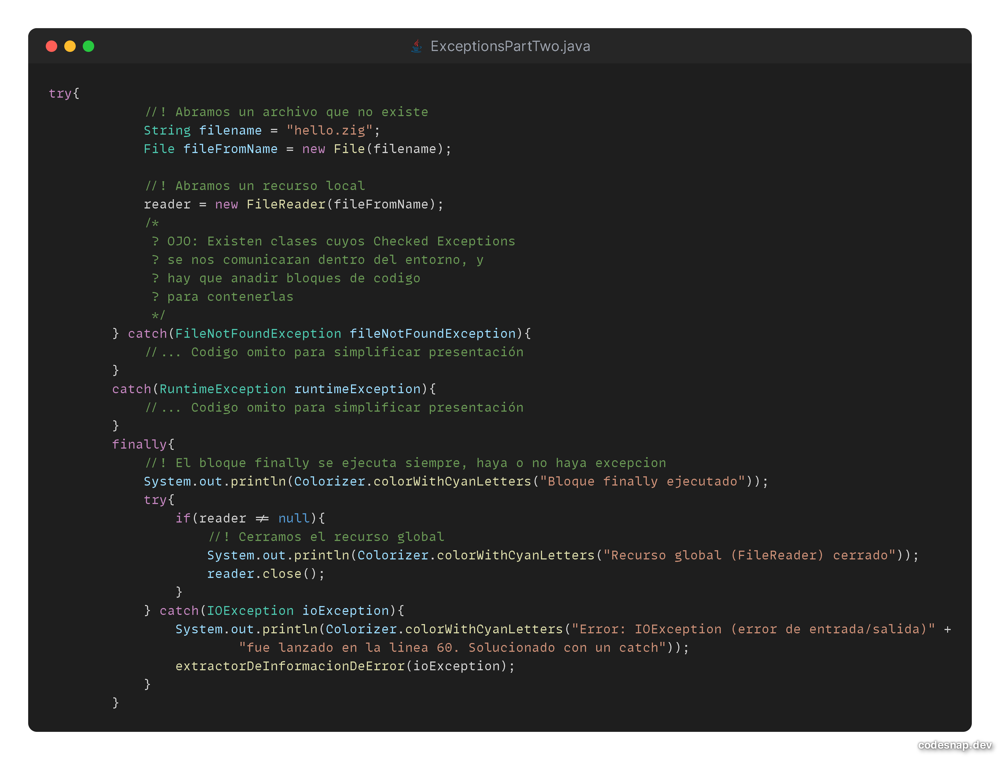 ExceptionsPartTwo.java
try{
//! Abramos un archivo que no existe
String filename = "hello.zig";
File fileFromName = new File(filename);
//! Abramos un recurso local
reader = new FileReader(fileFromName);
/*
? OJO: Existen clases cuyos Checked Exceptions
? se nos comunicaran dentro del entorno, y
? hay que anadir bloques de codigo
? para contenerlas
*/
} catch(FileNotFoundException fileNotFoundException){
//... Codigo omito para simplificar presentación
}
catch(RuntimeException runtimeException){
//... Codigo omito para simplificar presentación
}
finally{
//! El bloque finally se ejecuta siempre, haya o no haya excepcion
System.out.println(Colorizer.colorWithCyanLetters("Bloque finally ejecutado"));
try{
if(reader != null){
//! Cerramos el recurso global
System.out.println(Colorizer.colorWithCyanLetters("Recurso global (FileReader) cerrado"));
reader.close();
}
} catch(IOException ioException){
System.out.println(Colorizer.colorWithCyanLetters("Error: IOException (error de entrada/salida)" +
"fue lanzado en la linea 60. Solucionado con un catch"));
extractorDeInformacionDeError(ioException);
}
}
codesnap.dev